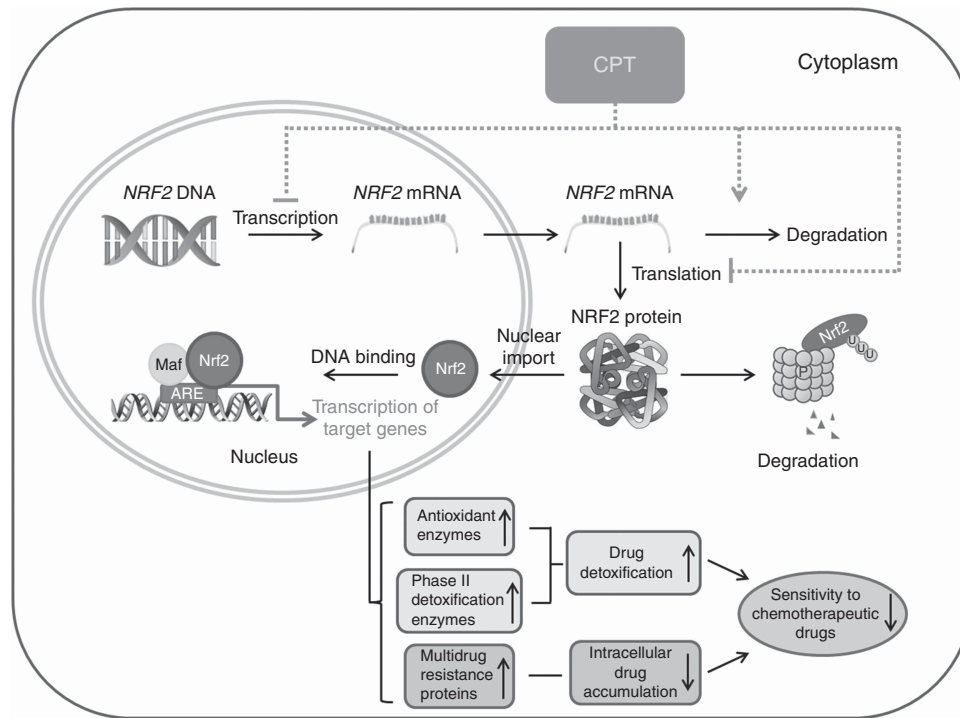 CPT
Cytoplasm
NRF2 DNA
Transcription
NRF2 mRNA
NRF2 mRNA
Degradation
Translation
NRF2 protein
Nuclear
import
DNA binding
Nrf2
Maf
Nrf2
ARE
Transcription of
target genes
Nucleus
Nrf2
U
U
U
P
Degradation
Antioxidant
enzymes
Phase II
detoxification
enzymes
Multidrug
resistance
proteins
Drug
detoxification
Intracellular
drug
accumulation
Sensitivity to
chemotherapeutic
drugs